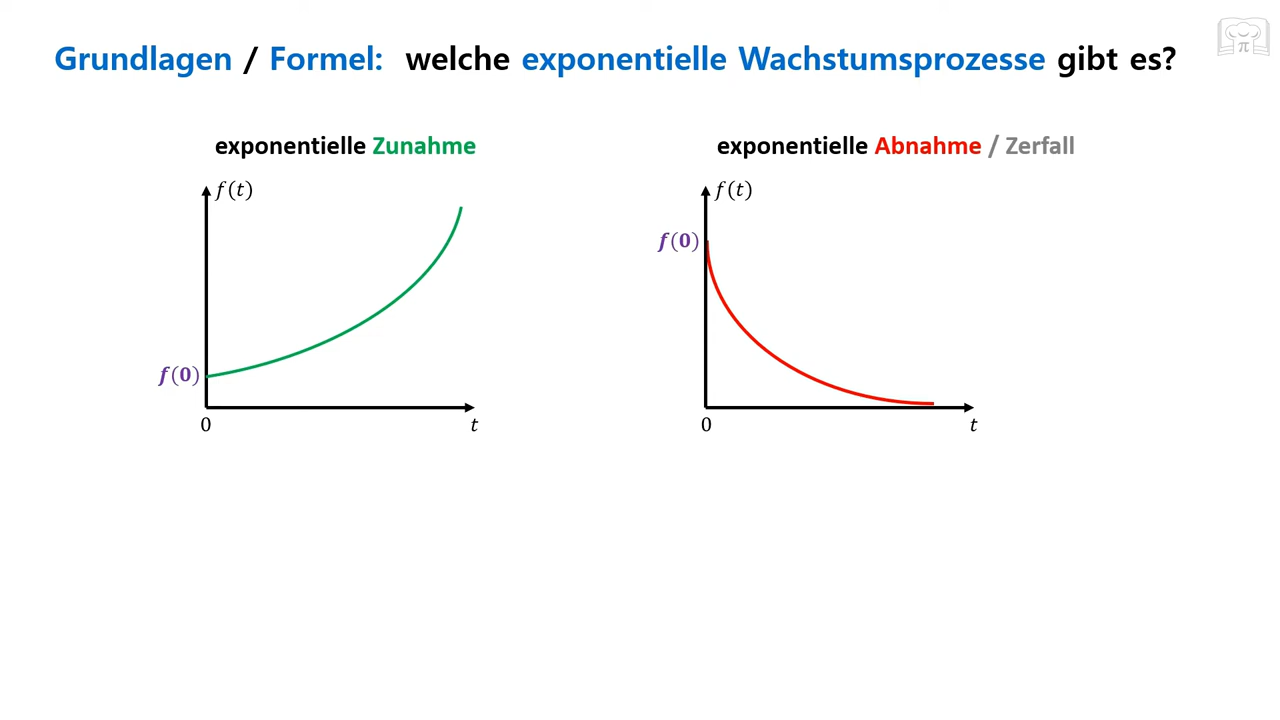 Grundlagen / Formel: welche exponentielle Wachstumsprozesse gibt es?
exponentielle Zunahme
f(t)
f(0)
0
t
exponentielle Abnahme / Zerfall
f(t)
f(0)
0
t
π